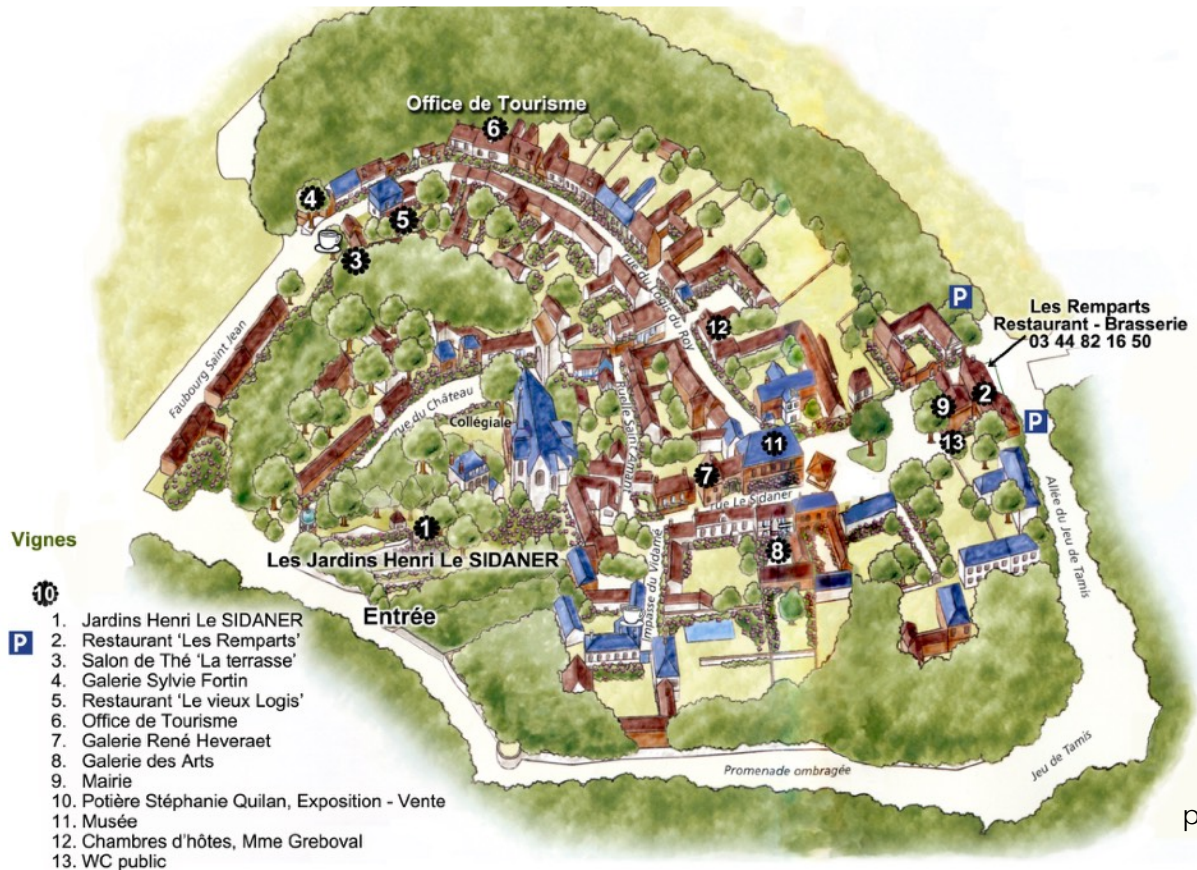 Office de Tourisme
6
4
5
3
P
Les Remparts
Restaurant - Brasserie
03 44 82 16 50
rue du Logis du Roy
12
2
9
13
P
Faubourg Saint Jean
rue du Château
Collégiale
Ruelle Saint Amant
11
7
rue Le Sidaner
1
Les Jardins Henri Le SIDANER
8
Allée du Jeu de Tamis
Impasse du Vidamé
Entrée
Promenade ombragée
Jeu de Tamis
Vignes
10
P
1. Jardins Henri Le SIDANER
2. Restaurant 'Les Remparts'
3. Salon de Thé 'La terrasse'
4. Galerie Sylvie Fortin
5. Restaurant 'Le vieux Logis'
6. Office de Tourisme
7. Galerie René Heveraet
8. Galerie des Arts
9. Mairie
10. Potière Stéphanie Quilan, Exposition - Vente
11. Musée
12. Chambres d'hôtes, Mme Greboval
13. WC public
p